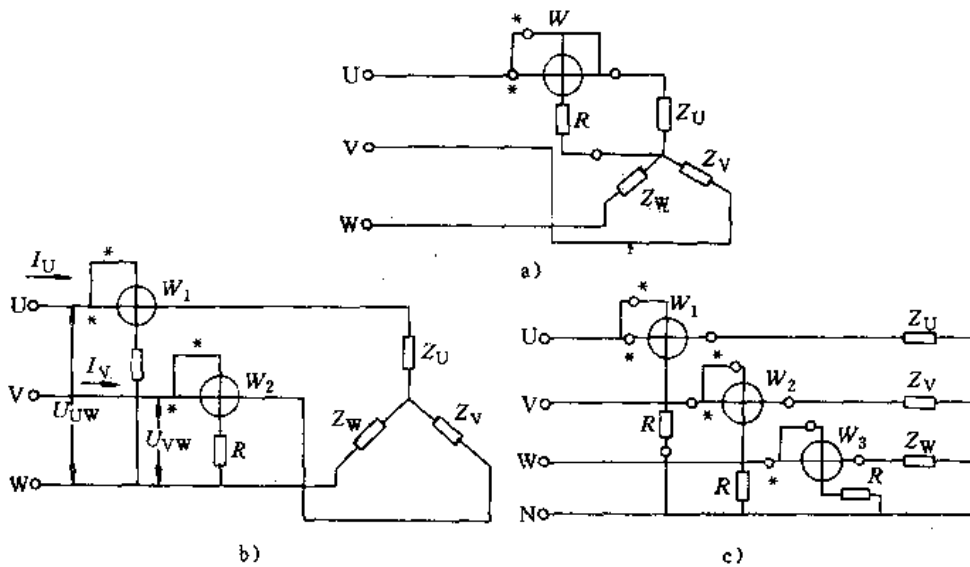 * W
U *
R Z_U
V Z_V
Z_W
W
a)
I_U * W_1
U *
Z_U
I_V * W_2
V *
U_UW U_VW R Z_W Z_V
W
b)
* W_1 Z_U
U *
* W_2 Z_V
V *
R W_3 Z_W
W *
R R
N
c)